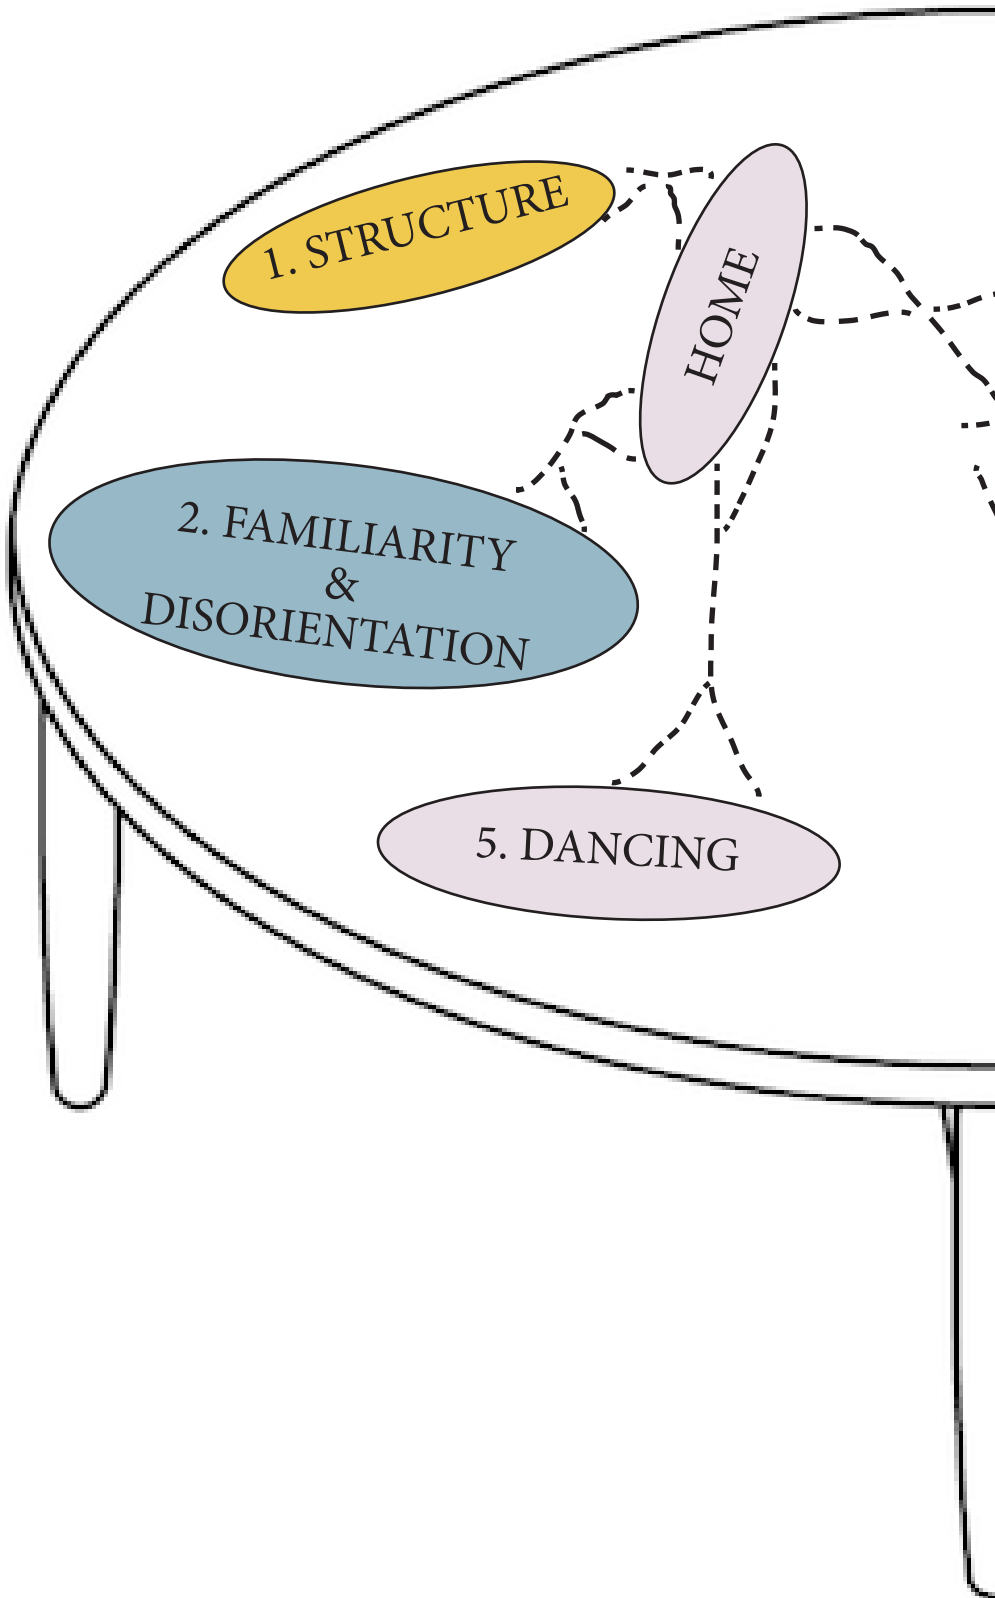 1. STRUCTURE
HOME
2. FAMILIARITY
&
DISORIENTATION
5. DANCING